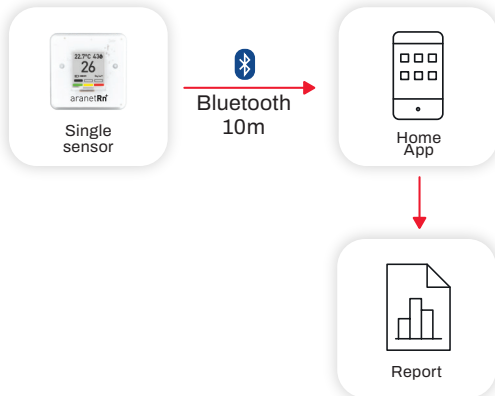 22.7°C 43%
26
aranetRn
Single
sensor
Bluetooth
10m
Home
App
Report